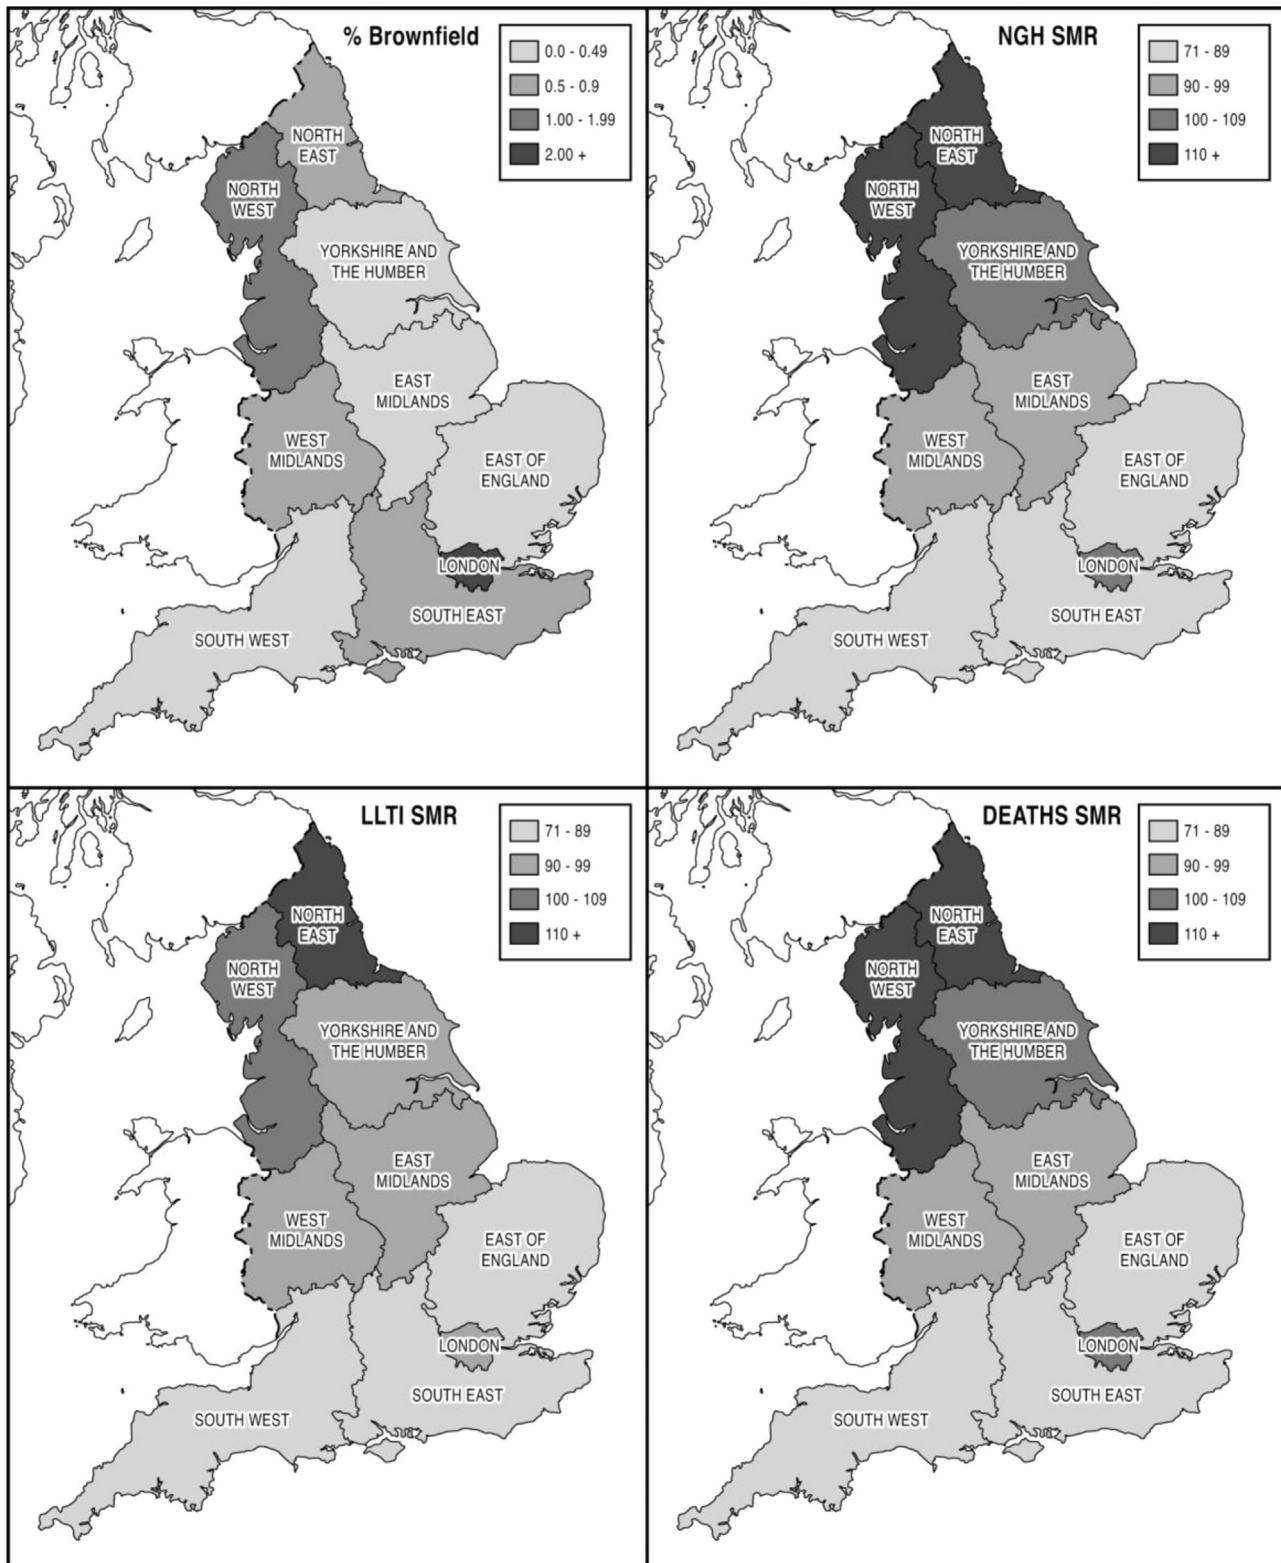 % Brownfield
0.0 - 0.49
0.5 - 0.9
1.00 - 1.99
2.00 +
NORTH
EAST
NORTH
WEST
YORKSHIRE AND
THE HUMBER
EAST
MIDLANDS
WEST
MIDLANDS
EAST OF
ENGLAND
LONDON
SOUTH EAST
SOUTH WEST
NGH SMR
71 - 89
90 - 99
100 - 109
110 +
NORTH
EAST
NORTH
WEST
YORKSHIRE AND
THE HUMBER
EAST
MIDLANDS
WEST
MIDLANDS
EAST OF
ENGLAND
LONDON
SOUTH EAST
SOUTH WEST
LLTI SMR
71 - 89
90 - 99
100 - 109
110 +
NORTH
EAST
NORTH
WEST
YORKSHIRE AND
THE HUMBER
EAST
MIDLANDS
WEST
MIDLANDS
EAST OF
ENGLAND
LONDON
SOUTH EAST
SOUTH WEST
DEATHS SMR
71 - 89
90 - 99
100 - 109
110 +
NORTH
EAST
NORTH
WEST
YORKSHIRE AND
THE HUMBER
EAST
MIDLANDS
WEST
MIDLANDS
EAST OF
ENGLAND
LONDON
SOUTH EAST
SOUTH WEST